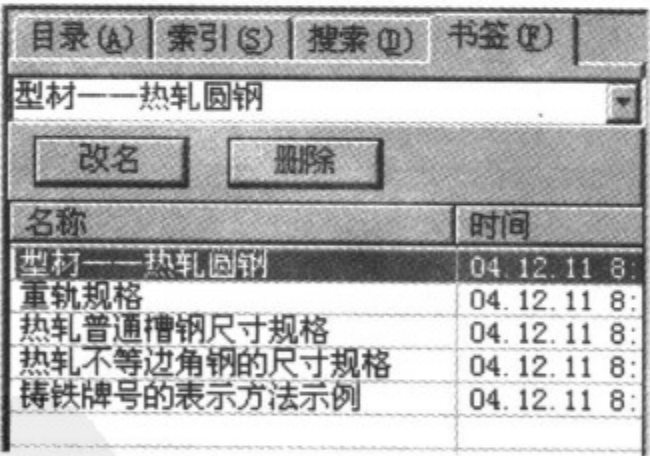 目录(A) 索引(S) 搜索(D) 书签(F)
型材——热轧圆钢
改名 删除
名称 时间
型材——热轧圆钢 04.12.11 8:
重轨规格 04.12.11 8:
热轧普通槽钢尺寸规格 04.12.11 8:
热轧不等边角钢的尺寸规格 04.12.11 8:
铸铁牌号的表示方法示例 04.12.11 8: